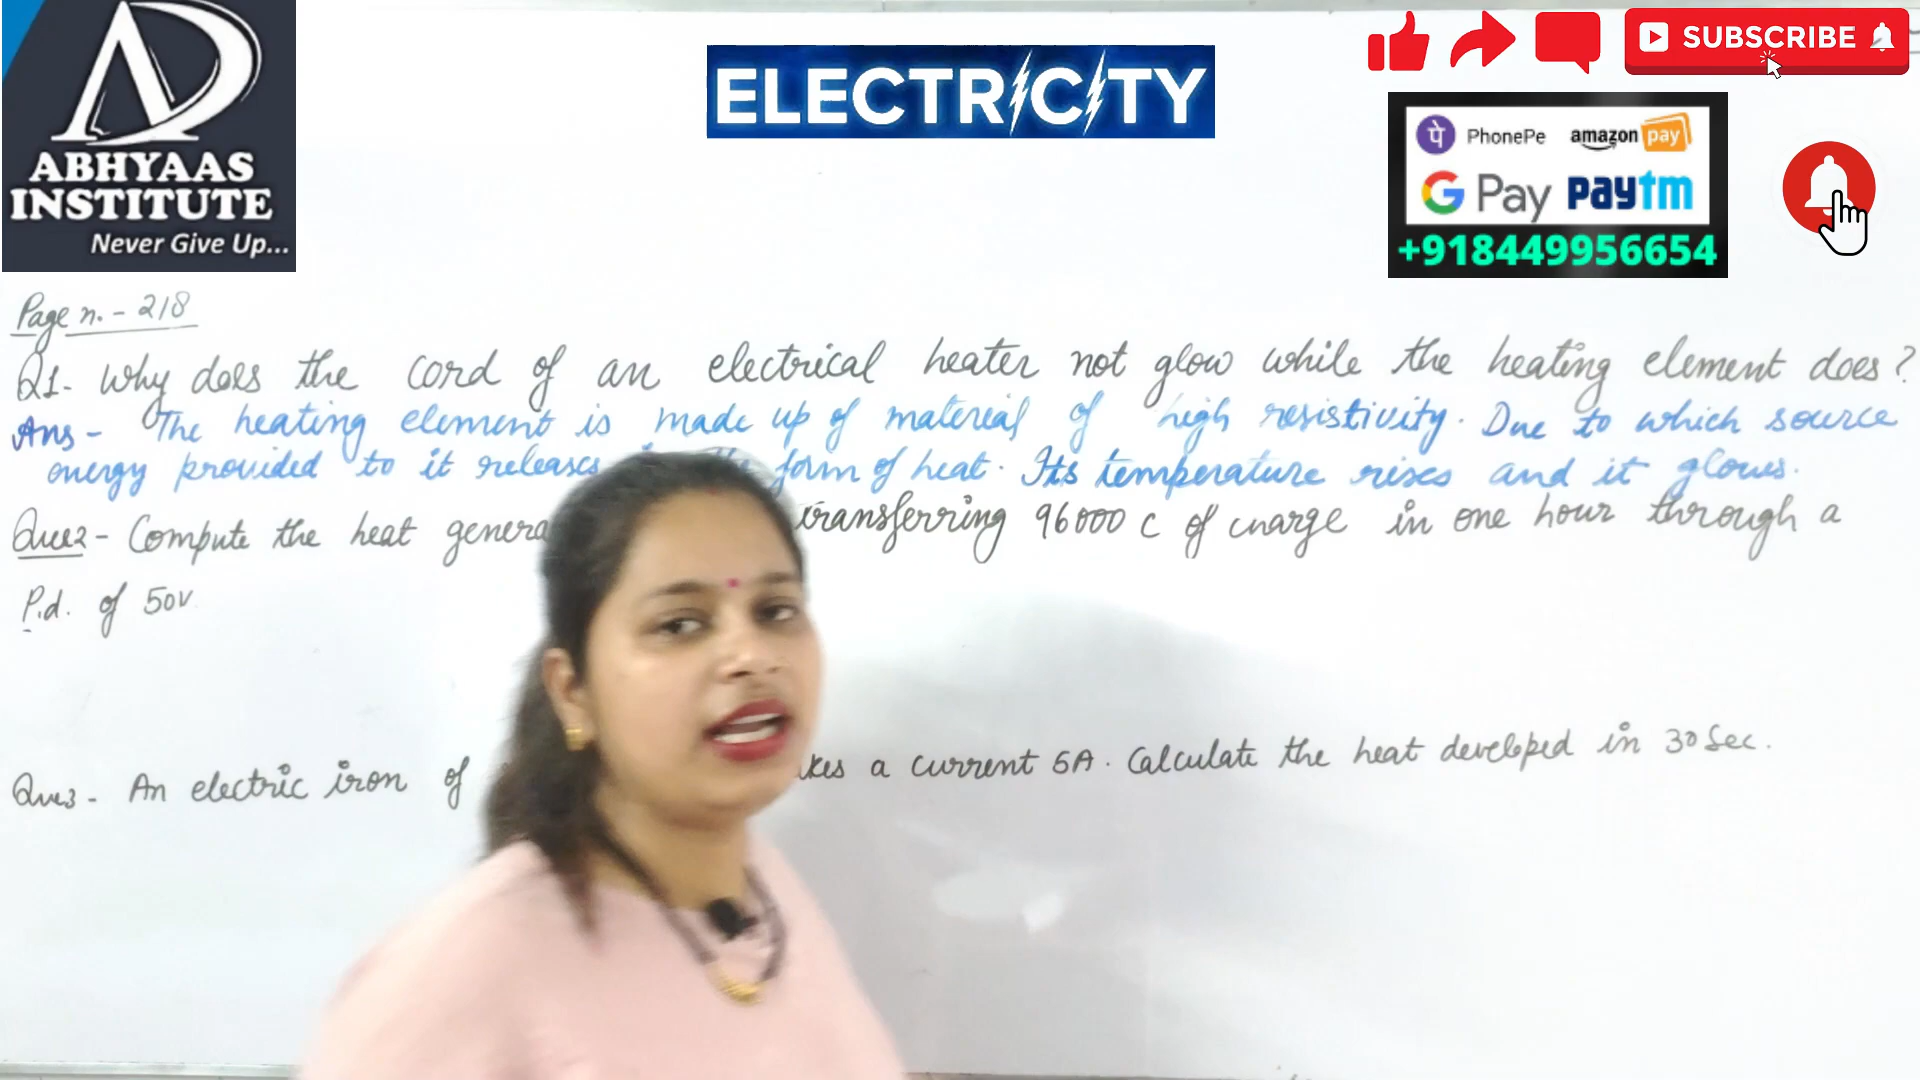 ABHYAAS
INSTITUTE
Never Give Up...
ELECTRICITY
SUBSCRIBE
PhonePe amazon pay
G Pay paytm
+918449956654
Page n. - 218
Q1- Why does the cord of an electrical heater not glow while the heating element does?
Ans - The heating element is made up of material of high resistivity. Due to which source
energy provided to it releases form of heat. Its temperature rises and it glows.
Que2 - Compute the heat transferring 96000 C of charge in one hour through a
P.d. of 50V
Que3 - An electric iron of a current 5A. Calculate the heat developed in 30 Sec.